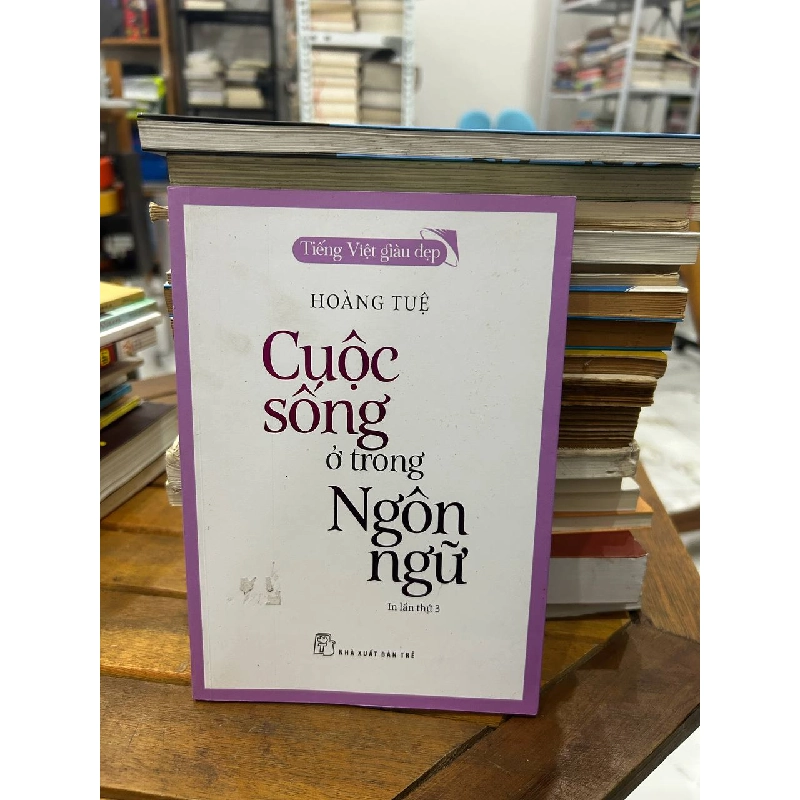 Tiếng Việt giàu đẹp
HOÀNG TUỆ
Cuộc
sống
ở trong
Ngôn
ngữ
In lần thứ 3
NHÀ XUẤT BẢN TRẺ